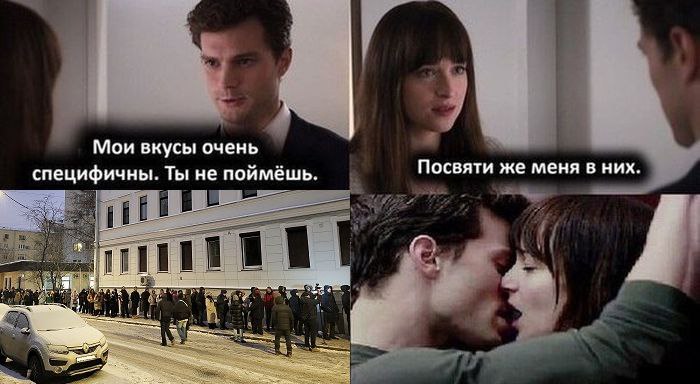 Мои вкусы очень
специфичны. Ты не поймёшь.
Посвяти же меня в них.